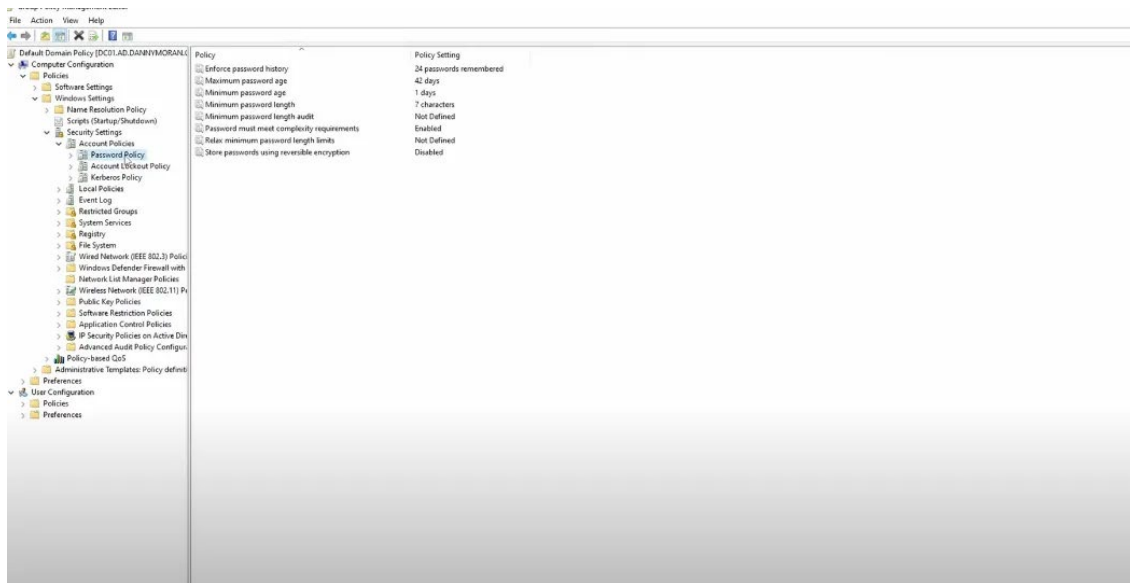 Group Policy Management Editor
File Action View Help
Default Domain Policy [DC01.AD.DANNYMORAN.C
Computer Configuration
Policies
Software Settings
Windows Settings
Name Resolution Policy
Scripts (Startup/Shutdown)
Security Settings
Account Policies
Password Policy
Account Lockout Policy
Kerberos Policy
Local Policies
Event Log
Restricted Groups
System Services
Registry
File System
Wired Network (IEEE 802.3) Polici
Windows Defender Firewall with
Network List Manager Policies
Wireless Network (IEEE 802.11) Po
Public Key Policies
Software Restriction Policies
Application Control Policies
IP Security Policies on Active Dire
Advanced Audit Policy Configur
Policy-based QoS
Administrative Templates: Policy definiti
Preferences
User Configuration
Policies
Preferences
Policy Policy Setting
Enforce password history 24 passwords remembered
Maximum password age 42 days
Minimum password age 1 days
Minimum password length 7 characters
Minimum password length audit Not Defined
Password must meet complexity requirements Enabled
Relax minimum password length limits Not Defined
Store passwords using reversible encryption Disabled